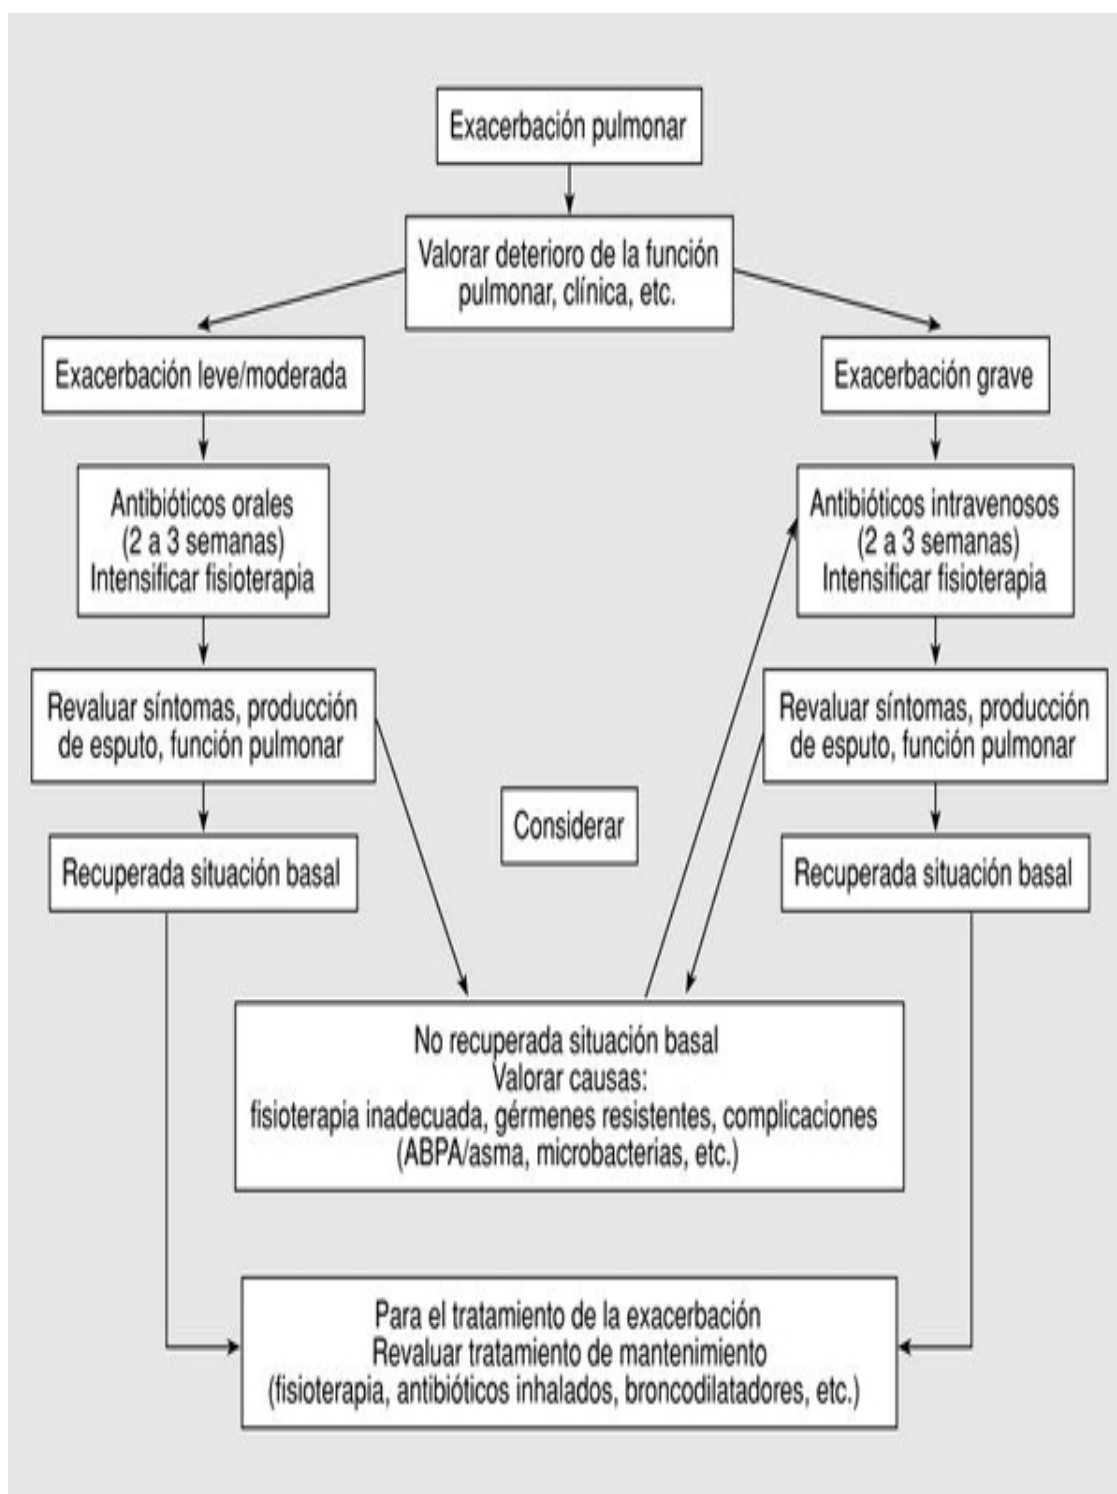 Exacerbación pulmonar
Valorar deterioro de la función
pulmonar, clínica, etc.
Exacerbación leve/moderada
Exacerbación grave
Antibióticos orales
(2 a 3 semanas)
Intensificar fisioterapia
Antibióticos intravenosos
(2 a 3 semanas)
Intensificar fisioterapia
Revaluar síntomas, producción
de esputo, función pulmonar
Revaluar síntomas, producción
de esputo, función pulmonar
Considerar
Recuperada situación basal
Recuperada situación basal
No recuperada situación basal
Valorar causas:
fisioterapia inadecuada, gérmenes resistentes, complicaciones
(ABPA/asma, microbacterias, etc.)
Para el tratamiento de la exacerbación
Revaluar tratamiento de mantenimiento
(fisioterapia, antibióticos inhalados, broncodilatadores, etc.)